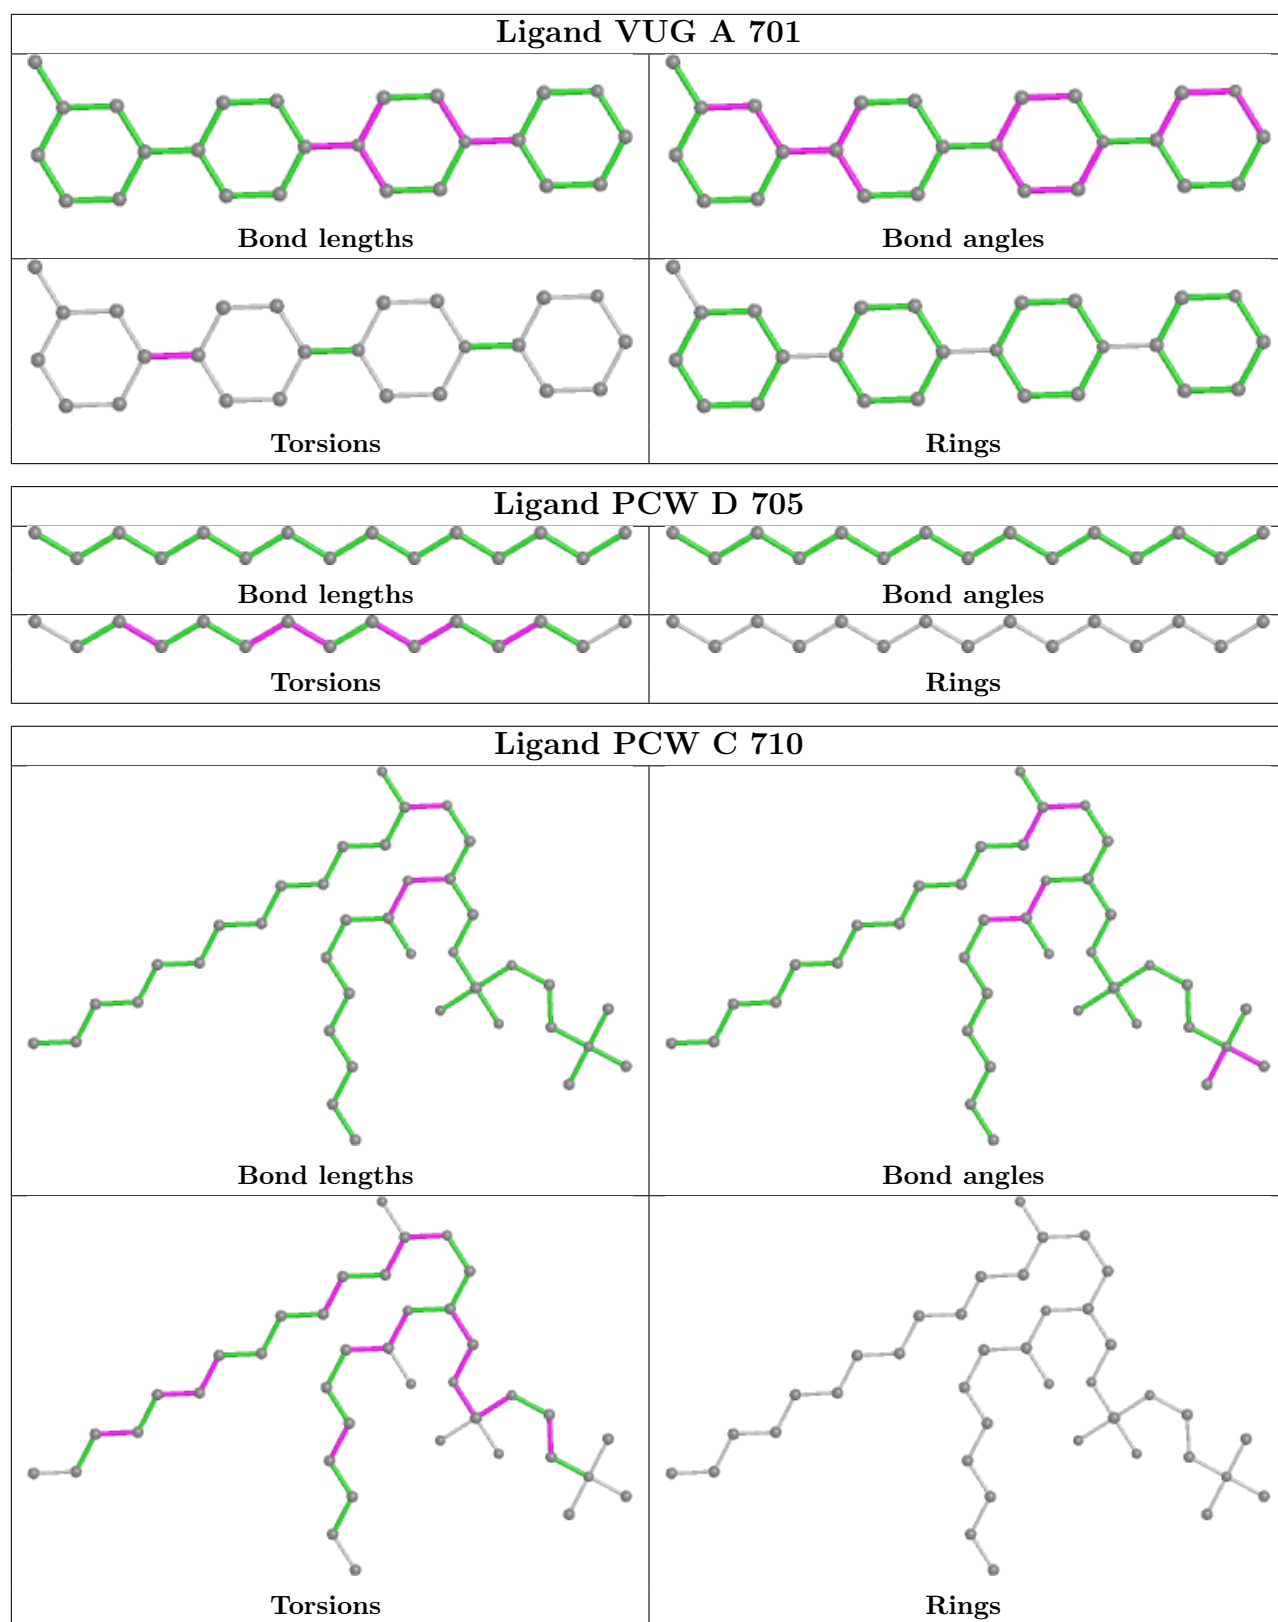 Ligand VUG A 701
Bond lengths
Bond angles
Torsions
Rings
Ligand PCW D 705
Bond lengths
Bond angles
Torsions
Rings
Ligand PCW C 710
Bond lengths
Bond angles
Torsions
Rings